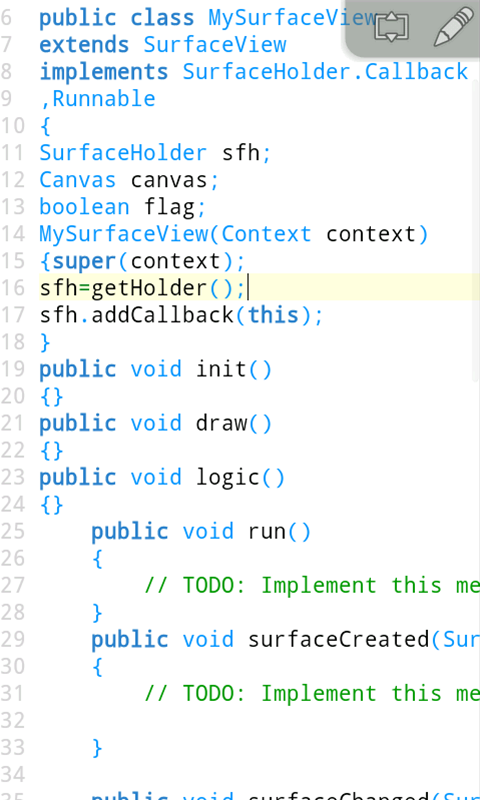 6 public class MySurfaceView
7 extends SurfaceView
8 implements SurfaceHolder.Callback
9 ,Runnable
10 {
11 SurfaceHolder sfh;
12 Canvas canvas;
13 boolean flag;
14 MySurfaceView(Context context)
15 {super(context);
16 sfh=getHolder();
17 sfh.addCallback(this);
18 }
19 public void init()
20 {}
21 public void draw()
22 {}
23 public void logic()
24 {}
25 public void run()
26 {
27 // TODO: Implement this me
28 }
29 public void surfaceCreated(Sur
30 {
31 // TODO: Implement this me
32
33 }
34
35 public void surfaceChanged(Sur